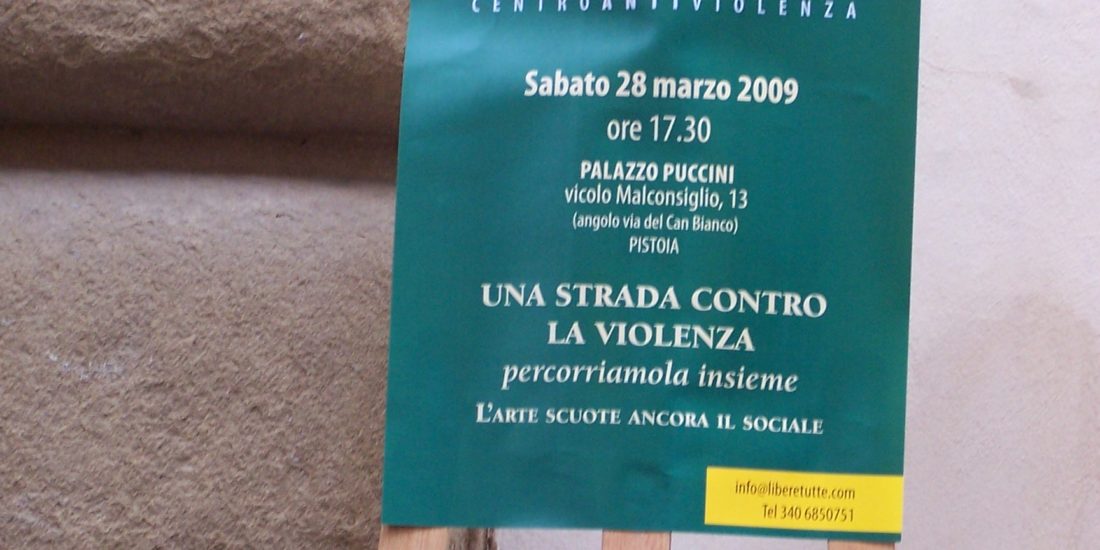 CENTROANTIVIOLENZA
Sabato 28 marzo 2009
ore 17.30
PALAZZO PUCCINI
vicolo Malconsiglio, 13
(angolo via del Can Bianco)
PISTOIA
UNA STRADA CONTRO
LA VIOLENZA
percorriamola insieme
L'ARTE SCUOTE ANCORA IL SOCIALE
info@liberetutte.com
Tel 340 6850751